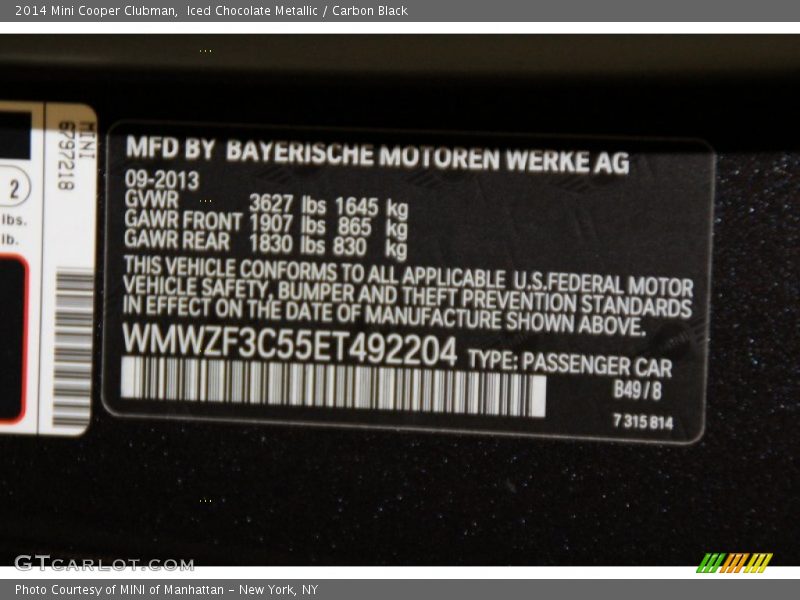 2014 Mini Cooper Clubman, Iced Chocolate Metallic / Carbon Black
MINI
6797218
2
lbs.
lb.
MFD BY BAYERISCHE MOTOREN WERKE AG
09-2013
GVWR 3627 lbs 1645 kg
GAWR FRONT 1907 lbs 865 kg
GAWR REAR 1830 lbs 830 kg
THIS VEHICLE CONFORMS TO ALL APPLICABLE U.S.FEDERAL MOTOR
VEHICLE SAFETY, BUMPER AND THEFT PREVENTION STANDARDS
IN EFFECT ON THE DATE OF MANUFACTURE SHOWN ABOVE.
WMWZF3C55ET492204 TYPE: PASSENGER CAR
B49 / 8
7 315 814
GTCARLOT.COM
Photo Courtesy of MINI of Manhattan - New York, NY